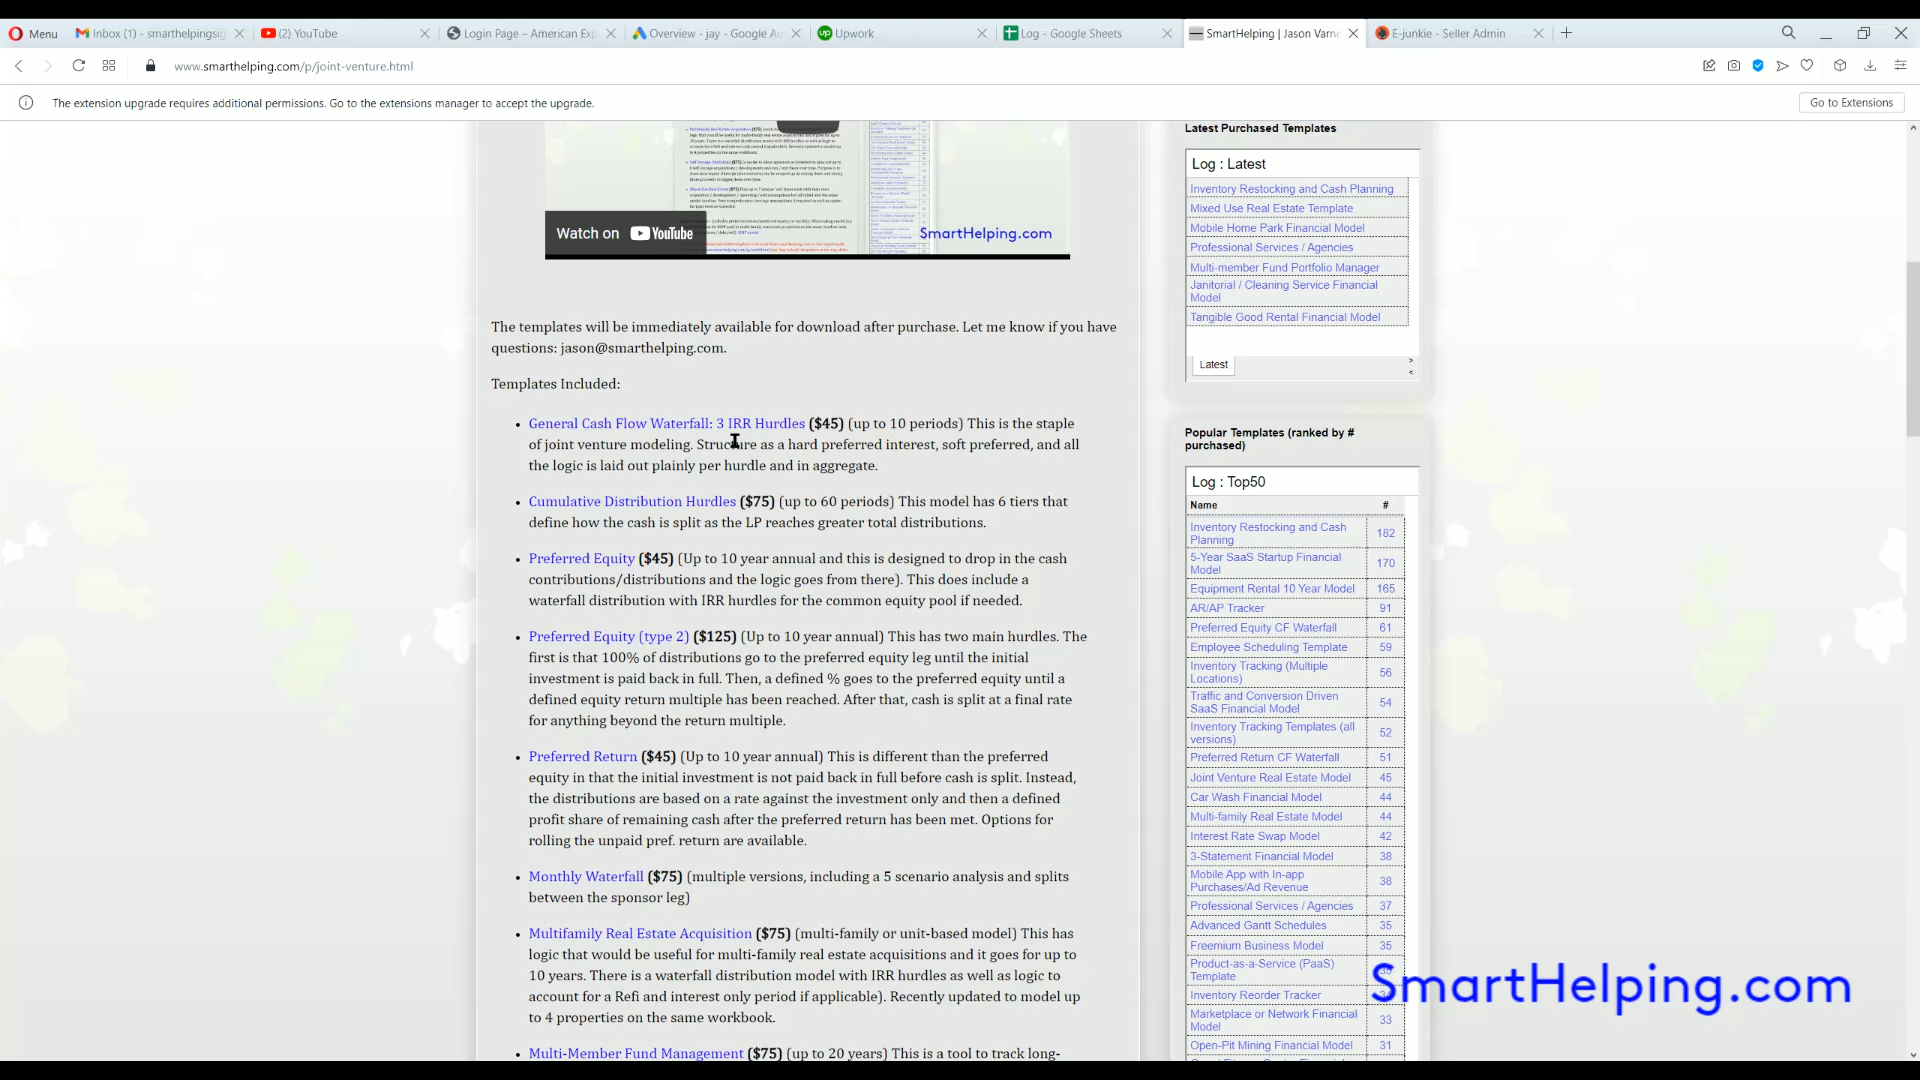 Menu
Inbox (1) - smarthelpingsig
(2) YouTube
Login Page – American Exp
Overview - jay - Google Ad
Upwork
Log - Google Sheets
SmartHelping | Jason Varn
E-junkie - Seller Admin
www.smarthelping.com/p/joint-venture.html
The extension upgrade requires additional permissions. Go to the extensions manager to accept the upgrade.
Go to Extensions
Watch on YouTube
SmartHelping.com
The templates will be immediately available for download after purchase. Let me know if you have
questions: jason@smarthelping.com.
Templates Included:
General Cash Flow Waterfall: 3 IRR Hurdles ($45) (up to 10 periods) This is the staple
of joint venture modeling. Structure as a hard preferred interest, soft preferred, and all
the logic is laid out plainly per hurdle and in aggregate.
Cumulative Distribution Hurdles ($75) (up to 60 periods) This model has 6 tiers that
define how the cash is split as the LP reaches greater total distributions.
Preferred Equity ($45) (Up to 10 year annual and this is designed to drop in the cash
contributions/distributions and the logic goes from there). This does include a
waterfall distribution with IRR hurdles for the common equity pool if needed.
Preferred Equity (type 2) ($125) (Up to 10 year annual) This has two main hurdles. The
first is that 100% of distributions go to the preferred equity leg until the initial
investment is paid back in full. Then, a defined % goes to the preferred equity until a
defined equity return multiple has been reached. After that, cash is split at a final rate
for anything beyond the return multiple.
Preferred Return ($45) (Up to 10 year annual) This is different than the preferred
equity in that the initial investment is not paid back in full before cash is split. Instead,
the distributions are based on a rate against the investment only and then a defined
profit share of remaining cash after the preferred return has been met. Options for
rolling the unpaid pref. return are available.
Monthly Waterfall ($75) (multiple versions, including a 5 scenario analysis and splits
between the sponsor leg)
Multifamily Real Estate Acquisition ($75) (multi-family or unit-based model) This has
logic that would be useful for multi-family real estate acquisitions and it goes for up to
10 years. There is a waterfall distribution model with IRR hurdles as well as logic to
account for a Refi and interest only period if applicable). Recently updated to model up
to 4 properties on the same workbook.
Multi-Member Fund Management ($75) (up to 20 years) This is a tool to track long-
Latest Purchased Templates
Log : Latest
Inventory Restocking and Cash Planning
Mixed Use Real Estate Template
Mobile Home Park Financial Model
Professional Services / Agencies
Multi-member Fund Portfolio Manager
Janitorial / Cleaning Service Financial
Model
Tangible Good Rental Financial Model
Latest
Popular Templates (ranked by #
purchased)
Log : Top50
Name #
Inventory Restocking and Cash
Planning 182
5-Year SaaS Startup Financial
Model 170
Equipment Rental 10 Year Model 165
AR/AP Tracker 91
Preferred Equity CF Waterfall 61
Employee Scheduling Template 59
Inventory Tracking (Multiple
Locations) 56
Traffic and Conversion Driven
SaaS Financial Model 54
Inventory Tracking Templates (all
versions) 52
Preferred Return CF Waterfall 51
Joint Venture Real Estate Model 45
Car Wash Financial Model 44
Multi-family Real Estate Model 44
Interest Rate Swap Model 42
3-Statement Financial Model 38
Mobile App with In-app
Purchases/Ad Revenue 38
Professional Services / Agencies 37
Advanced Gantt Schedules 35
Freemium Business Model 35
Product-as-a-Service (PaaS)
Template
Inventory Reorder Tracker
Marketplace or Network Financial
Model 33
Open-Pit Mining Financial Model 31
SmartHelping.com